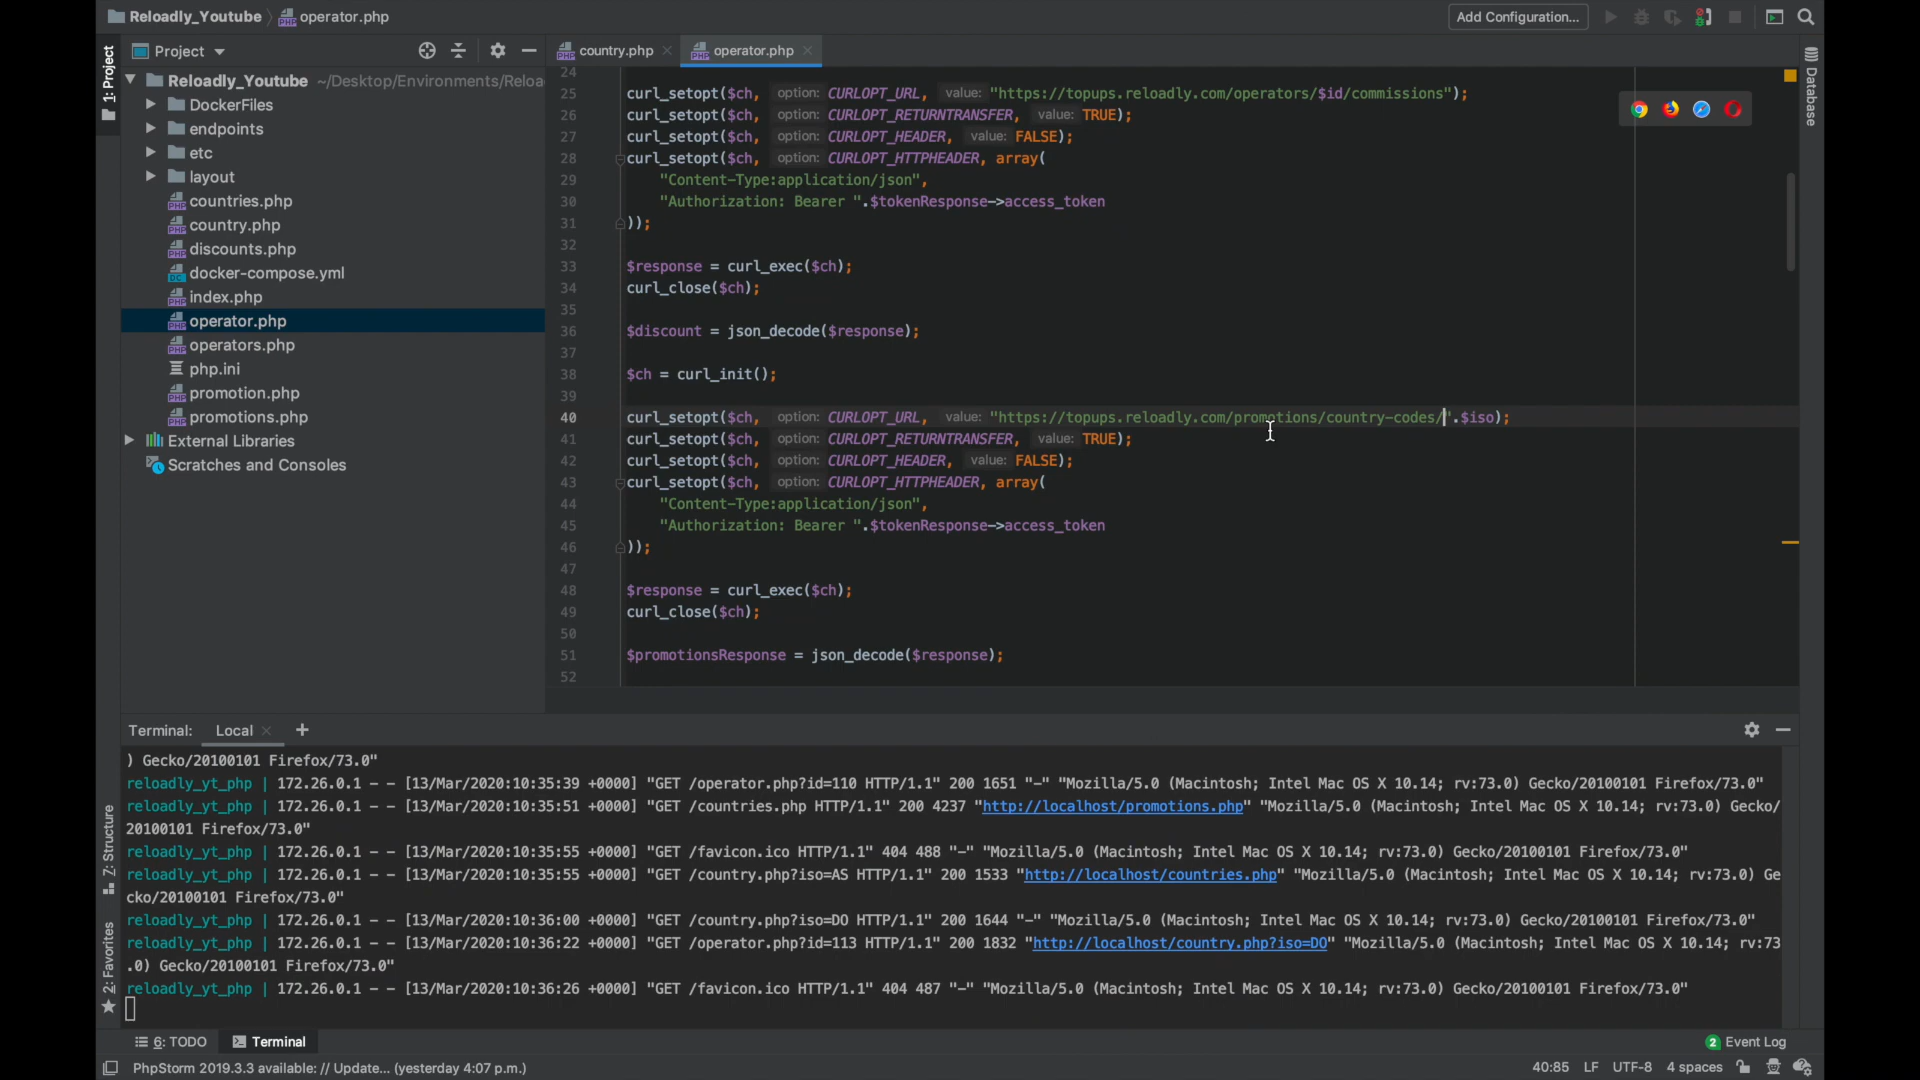 Reloadly_Youtube
operator.php
Add Configuration...
1: Project
Project
country.php
operator.php
Database
Reloadly_Youtube ~/Desktop/Environments/Reloa
DockerFiles
endpoints
etc
layout
countries.php
country.php
discounts.php
docker-compose.yml
index.php
operator.php
operators.php
php.ini
promotion.php
promotions.php
External Libraries
Scratches and Consoles
24
25 curl_setopt($ch, option: CURLOPT_URL, value: "https://topups.reloadly.com/operators/$id/commissions");
26 curl_setopt($ch, option: CURLOPT_RETURNTRANSFER, value: TRUE);
27 curl_setopt($ch, option: CURLOPT_HEADER, value: FALSE);
28 curl_setopt($ch, option: CURLOPT_HTTPHEADER, array(
29 "Content-Type:application/json",
30 "Authorization: Bearer ".$tokenResponse->access_token
31 ));
32
33 $response = curl_exec($ch);
34 curl_close($ch);
35
36 $discount = json_decode($response);
37
38 $ch = curl_init();
39
40 curl_setopt($ch, option: CURLOPT_URL, value: "https://topups.reloadly.com/promotions/country-codes/".$iso);
41 curl_setopt($ch, option: CURLOPT_RETURNTRANSFER, value: TRUE);
42 curl_setopt($ch, option: CURLOPT_HEADER, value: FALSE);
43 curl_setopt($ch, option: CURLOPT_HTTPHEADER, array(
44 "Content-Type:application/json",
45 "Authorization: Bearer ".$tokenResponse->access_token
46 ));
47
48 $response = curl_exec($ch);
49 curl_close($ch);
50
51 $promotionsResponse = json_decode($response);
52
Terminal: Local
) Gecko/20100101 Firefox/73.0"
reloadly_yt_php | 172.26.0.1 - - [13/Mar/2020:10:35:39 +0000] "GET /operator.php?id=110 HTTP/1.1" 200 1651 "-" "Mozilla/5.0 (Macintosh; Intel Mac OS X 10.14; rv:73.0) Gecko/20100101 Firefox/73.0"
reloadly_yt_php | 172.26.0.1 - - [13/Mar/2020:10:35:51 +0000] "GET /countries.php HTTP/1.1" 200 4237 "http://localhost/promotions.php" "Mozilla/5.0 (Macintosh; Intel Mac OS X 10.14; rv:73.0) Gecko/
20100101 Firefox/73.0"
reloadly_yt_php | 172.26.0.1 - - [13/Mar/2020:10:35:55 +0000] "GET /favicon.ico HTTP/1.1" 404 488 "-" "Mozilla/5.0 (Macintosh; Intel Mac OS X 10.14; rv:73.0) Gecko/20100101 Firefox/73.0"
reloadly_yt_php | 172.26.0.1 - - [13/Mar/2020:10:35:55 +0000] "GET /country.php?iso=AS HTTP/1.1" 200 1533 "http://localhost/countries.php" "Mozilla/5.0 (Macintosh; Intel Mac OS X 10.14; rv:73.0) Ge
cko/20100101 Firefox/73.0"
reloadly_yt_php | 172.26.0.1 - - [13/Mar/2020:10:36:00 +0000] "GET /country.php?iso=DO HTTP/1.1" 200 1644 "-" "Mozilla/5.0 (Macintosh; Intel Mac OS X 10.14; rv:73.0) Gecko/20100101 Firefox/73.0"
reloadly_yt_php | 172.26.0.1 - - [13/Mar/2020:10:36:22 +0000] "GET /operator.php?id=113 HTTP/1.1" 200 1832 "http://localhost/country.php?iso=DO" "Mozilla/5.0 (Macintosh; Intel Mac OS X 10.14; rv:73
.0) Gecko/20100101 Firefox/73.0"
reloadly_yt_php | 172.26.0.1 - - [13/Mar/2020:10:36:26 +0000] "GET /favicon.ico HTTP/1.1" 404 487 "-" "Mozilla/5.0 (Macintosh; Intel Mac OS X 10.14; rv:73.0) Gecko/20100101 Firefox/73.0"
Z: Structure
2: Favorites
6: TODO
Terminal
2 Event Log
PhpStorm 2019.3.3 available: // Update... (yesterday 4:07 p.m.)
40:85 LF UTF-8 4 spaces